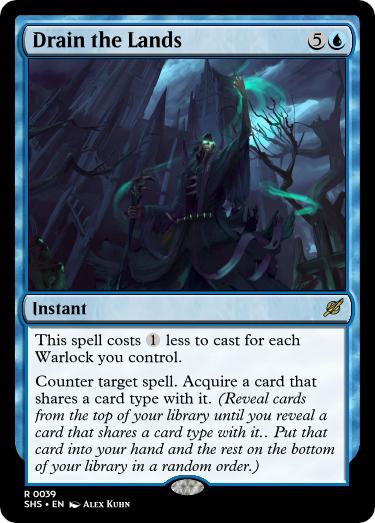 Drain the Lands 5
Instant
This spell costs 1 less to cast for each
Warlock you control.
Counter target spell. Acquire a card that
shares a card type with it. (Reveal cards
from the top of your library until you reveal a
card that shares a card type with it.. Put that
card into your hand and the rest on the bottom
of your library in a random order.)
R 0039
SHS • EN Alex Kuhn